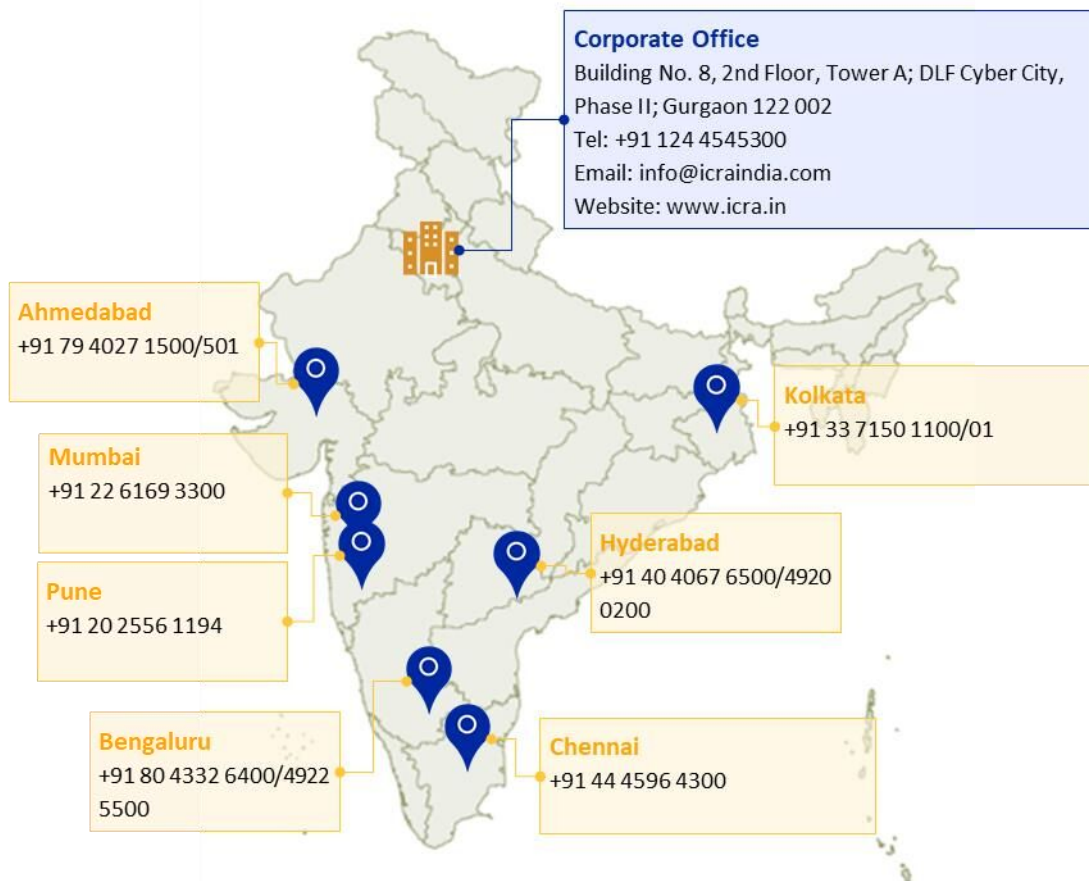 Corporate Office
Building No. 8, 2nd Floor, Tower A; DLF Cyber City,
Phase II; Gurgaon 122 002
Tel: +91 124 4545300
Email: info@icraindia.com
Website: www.icra.in
Ahmedabad
+91 79 4027 1500/501
Kolkata
+91 33 7150 1100/01
Mumbai
+91 22 6169 3300
Hyderabad
+91 40 4067 6500/4920
0200
Pune
+91 20 2556 1194
Bengaluru
+91 80 4332 6400/4922
5500
Chennai
+91 44 4596 4300